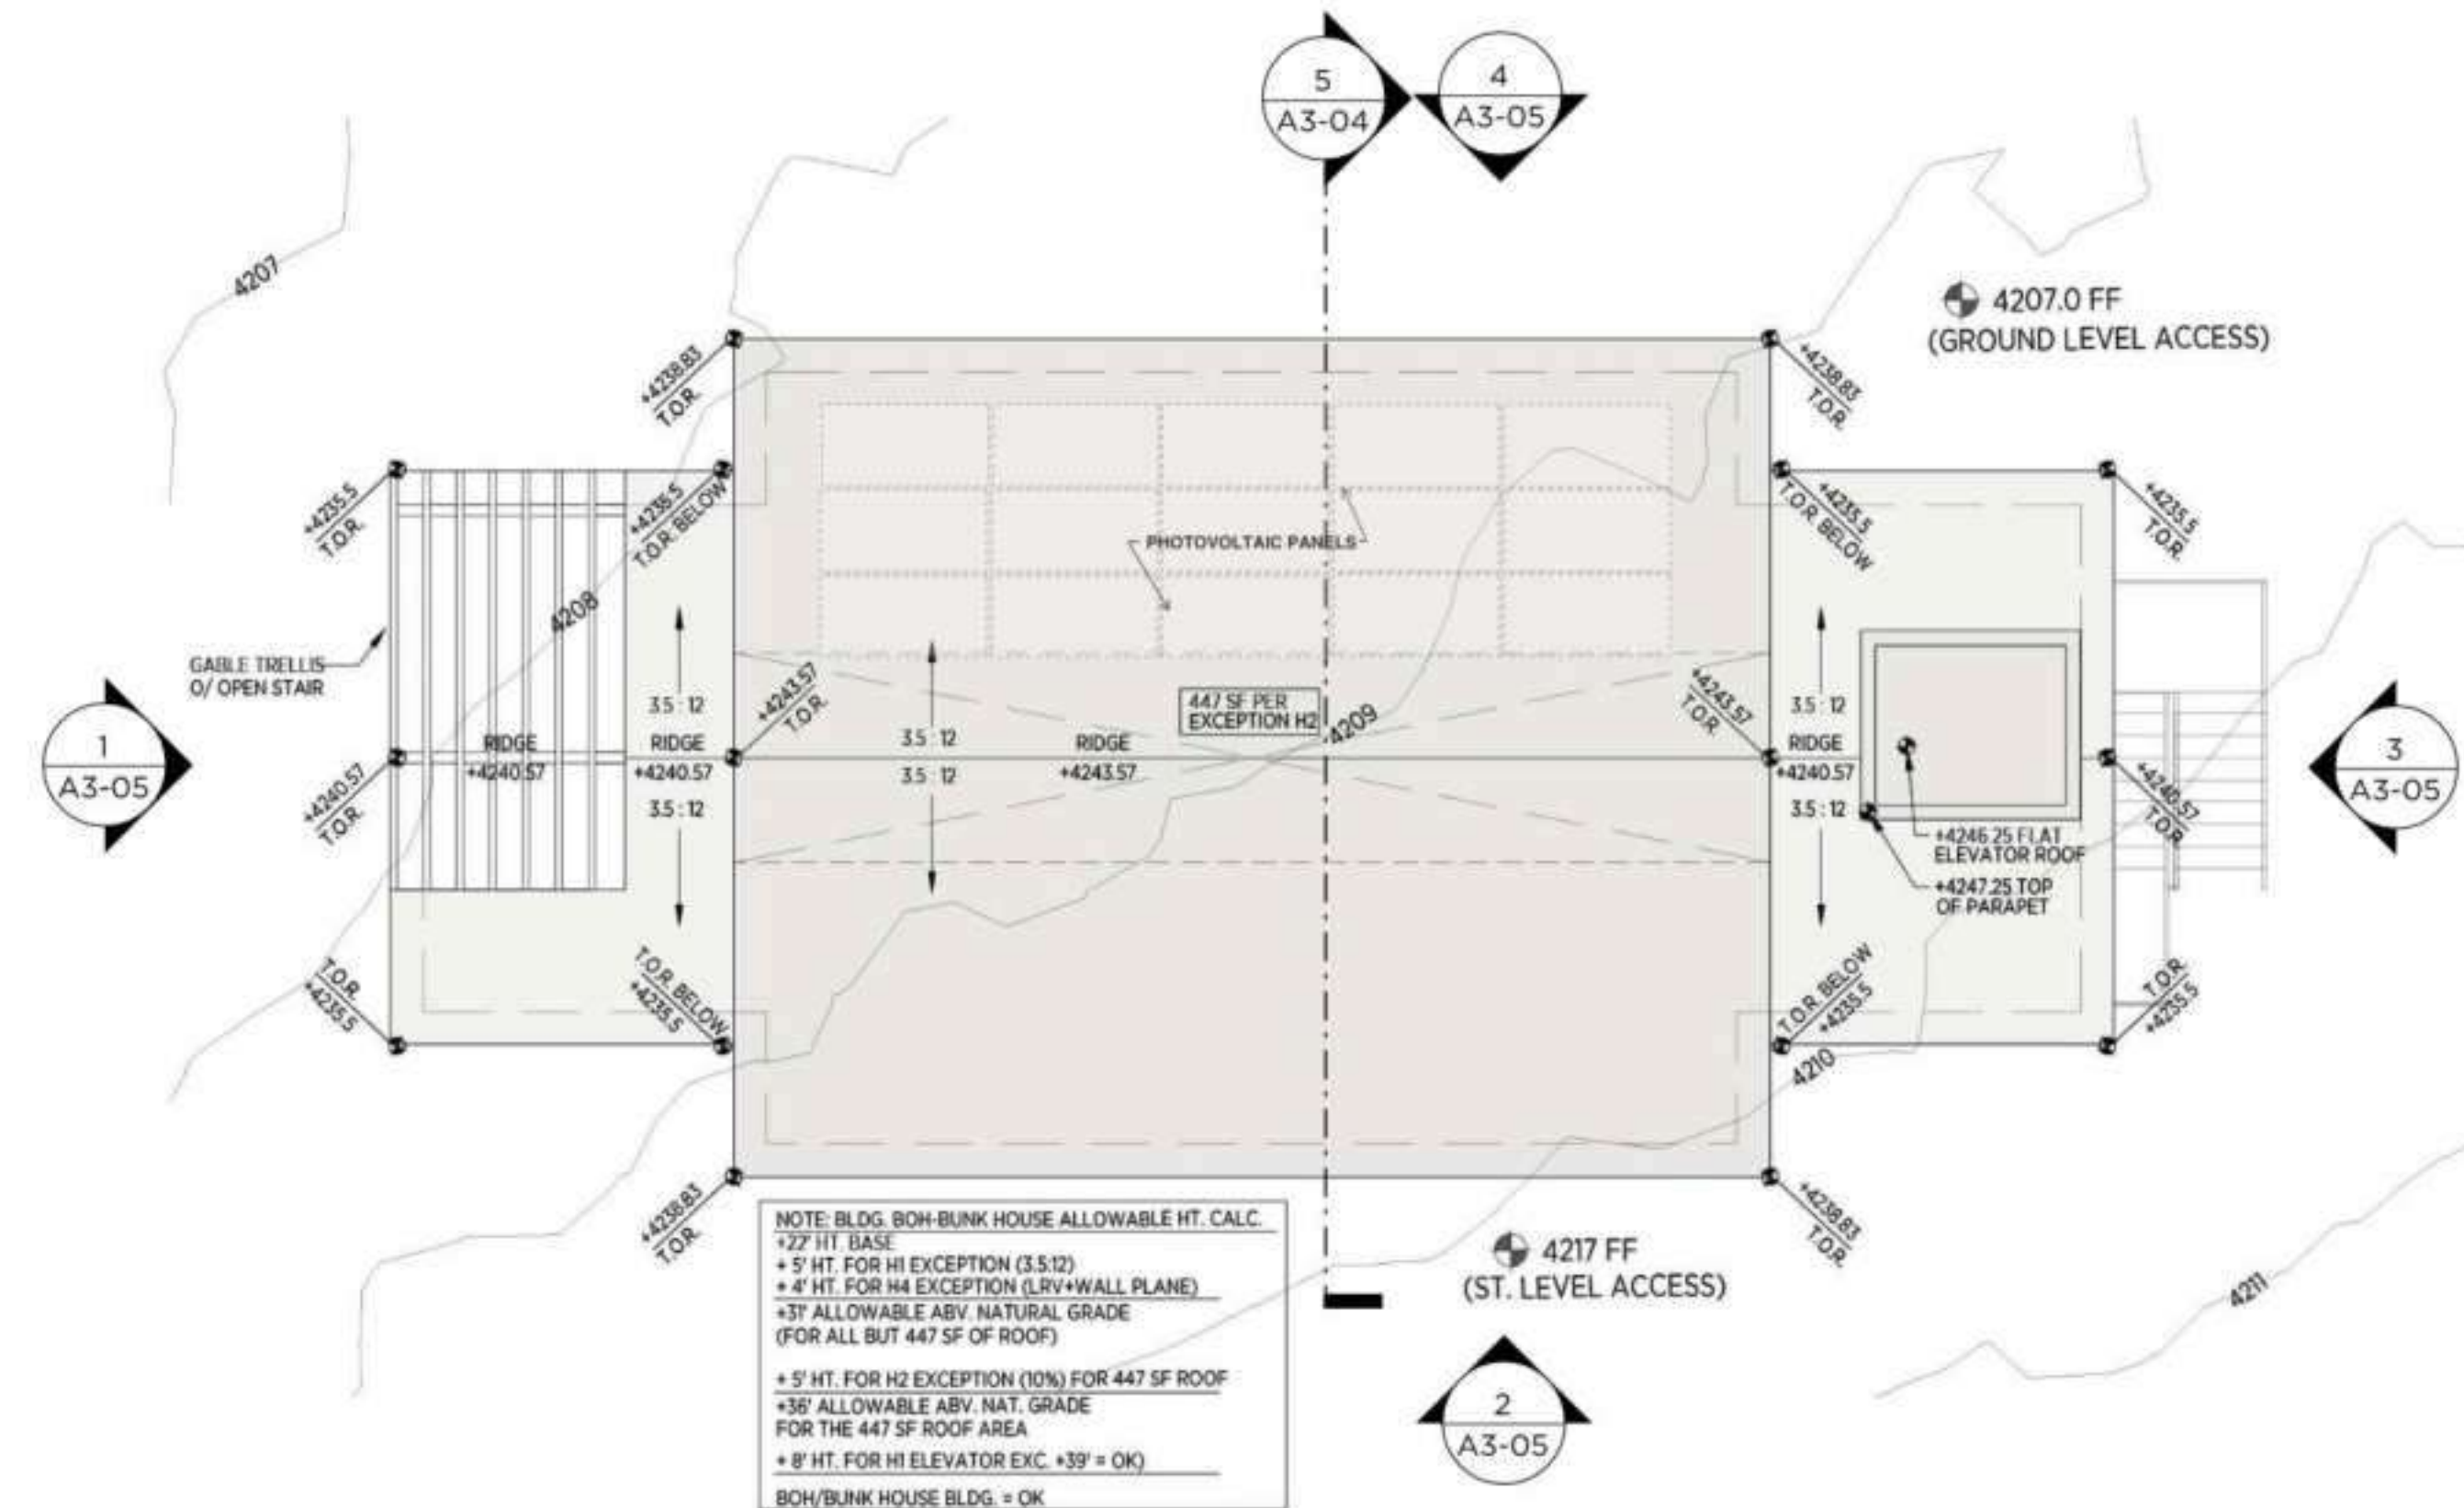 5
A3-04
4
A3-05
4207
4207.0 FF
(GROUND LEVEL ACCESS)
+4238.83
T.O.R.
+4238.83
T.O.R.
+4235.5
T.O.R.
+4235.5
T.O.R. BELOW
+4235.5
T.O.R. BELOW
+4235.5
T.O.R.
PHOTOVOLTAIC PANELS
4208
GABLE TRELLIS
O/ OPEN STAIR
3.5 : 12
+4243.57
T.O.R.
447 SF PER
EXCEPTION H2
4209
+4243.57
T.O.R.
3.5 : 12
1
A3-05
RIDGE
+4240.57
RIDGE
+4240.57
3.5 : 12
RIDGE
3.5 : 12
+4243.57
RIDGE
+4240.57
3
A3-05
+4240.57
T.O.R.
3.5 : 12
3.5 : 12
+4240.57
T.O.R.
+4246.25 FLAT
ELEVATOR ROOF
+4247.25 TOP
OF PARAPET
T.O.R.
+4235.5
T.O.R. BELOW
+4235.5
T.O.R. BELOW
+4235.5
T.O.R.
+4235.5
4210
+4238.83
T.O.R.
+4238.83
T.O.R.
NOTE: BLDG. BOH-BUNK HOUSE ALLOWABLE HT. CALC.
+22' HT. BASE
+ 5' HT. FOR H1 EXCEPTION (3.5:12)
+ 4' HT. FOR H4 EXCEPTION (LRV+WALL PLANE)
+31' ALLOWABLE ABV. NATURAL GRADE
(FOR ALL BUT 447 SF OF ROOF)
+ 5' HT. FOR H2 EXCEPTION (10%) FOR 447 SF ROOF
+36' ALLOWABLE ABV. NAT. GRADE
FOR THE 447 SF ROOF AREA
+ 8' HT. FOR H1 ELEVATOR EXC. +39' = OK)
BOH/BUNK HOUSE BLDG. = OK
4217 FF
(ST. LEVEL ACCESS)
4211
2
A3-05